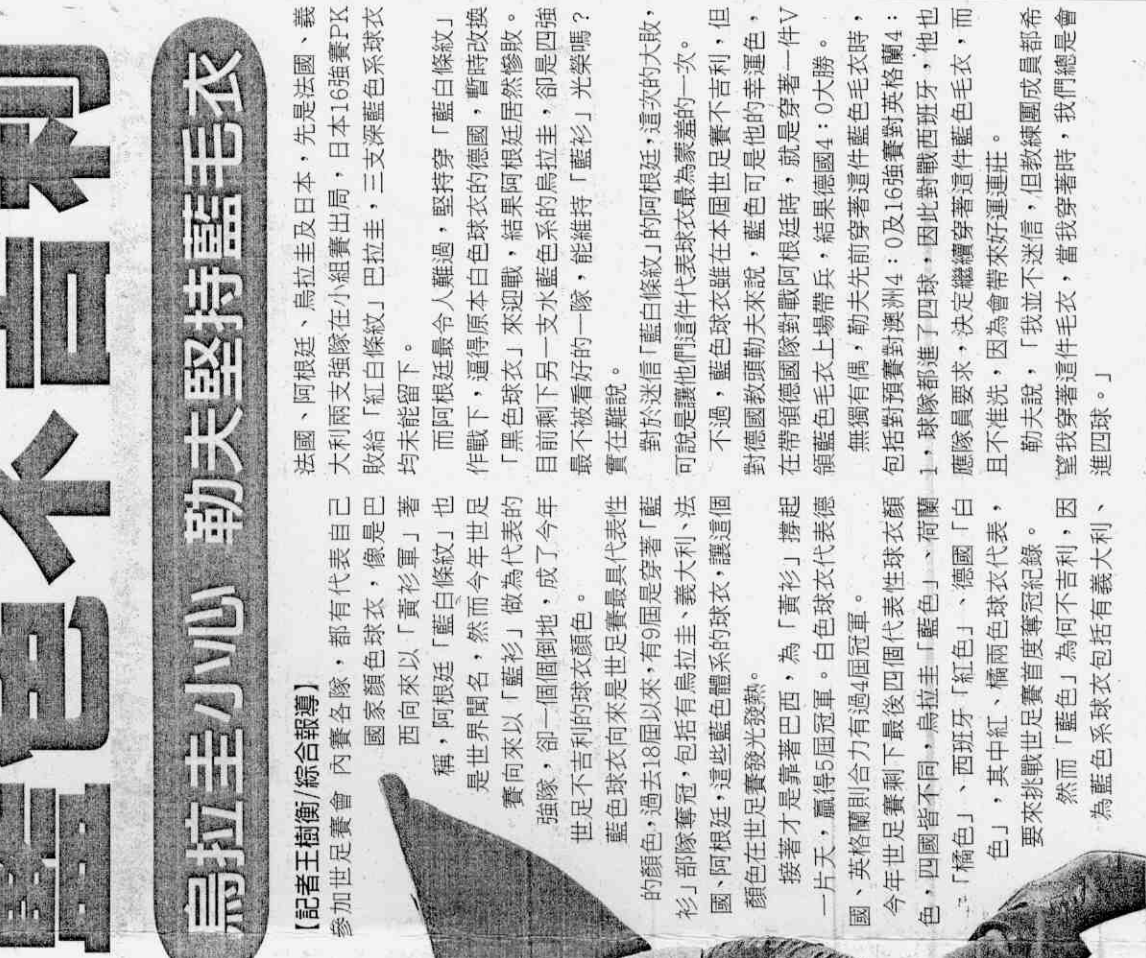 藍色不吉利
烏拉圭小心 勒夫堅持藍毛衣
【記者王樹衡/綜合報導】
參加世足賽會 內賽各隊，都有代表自己
國家顏色球衣，像是巴
西向來以「黃衫軍」著
稱，阿根廷「藍白條紋」也
是世界聞名，然而今年世足
賽向來以「藍衫」做為代表的
強隊，卻一個個倒地，成了今年
世足不吉利的球衣顏色。
藍色球衣向來是世足賽最具代表性
的顏色，過去18屆以來，有9屆是穿著「藍
衫」部隊奪冠，包括有烏拉圭、義大利、法
國、阿根廷，這些藍色體系的球衣，讓這個
顏色在世足賽發光發熱。
接著才是靠著巴西，為「黃衫」撐起
一片天，贏得5屆冠軍。白色球衣代表德
國、英格蘭則合力有過4屆冠軍。
今年世足賽剩下最後四個代表性球衣顏
色，四國皆不同，烏拉圭「藍色」、荷蘭
「橘色」、西班牙「紅色」、德國「白
色」，其中紅、橘兩色球衣代表，
要來挑戰世足賽首度奪冠紀錄。
然而「藍色」為何不吉利，因
為藍色系球衣包括有義大利、
法國、阿根廷、烏拉圭及日本，先是法國、義
大利兩支強隊在小組賽出局，日本16強賽PK
敗給「紅白條紋」巴拉圭，三支深藍色系球衣
均未能留下。
而阿根廷最令人難過，堅持穿「藍白條紋」
作戰下，逼得原本白色球衣的德國，暫時改換
「黑色球衣」來迎戰，結果阿根廷居然慘敗。
目前剩下另一支水藍色系的烏拉圭，卻是四強
最不被看好的一隊，能維持「藍衫」光榮嗎？
實在難說。
對於迷信「藍白條紋」的阿根廷，這次的大敗，
可說是讓他們這件代表球衣最為蒙羞的一次。
不過，藍色球衣雖在本屆世足賽不吉利，但
對德國教頭勒夫來說，藍色可是他的幸運色，
在帶領德國隊對戰阿根廷時，就是穿著一件V
領藍色毛衣上場帶兵，結果德國4：0大勝。
無獨有偶，勒夫先前穿著這件藍色毛衣時，
包括對預賽對澳洲4：0及16強賽對英格蘭4：
1，球隊都進了四球，因此對戰西班牙，他也
應隊員要求，決定繼續穿著這件藍色毛衣，而
且不准洗，因為會帶來好運連莊。
勒夫說，「我並不迷信，但教練團成員都希
望我穿著這件毛衣，當我穿著時，我們總是會
進四球。」